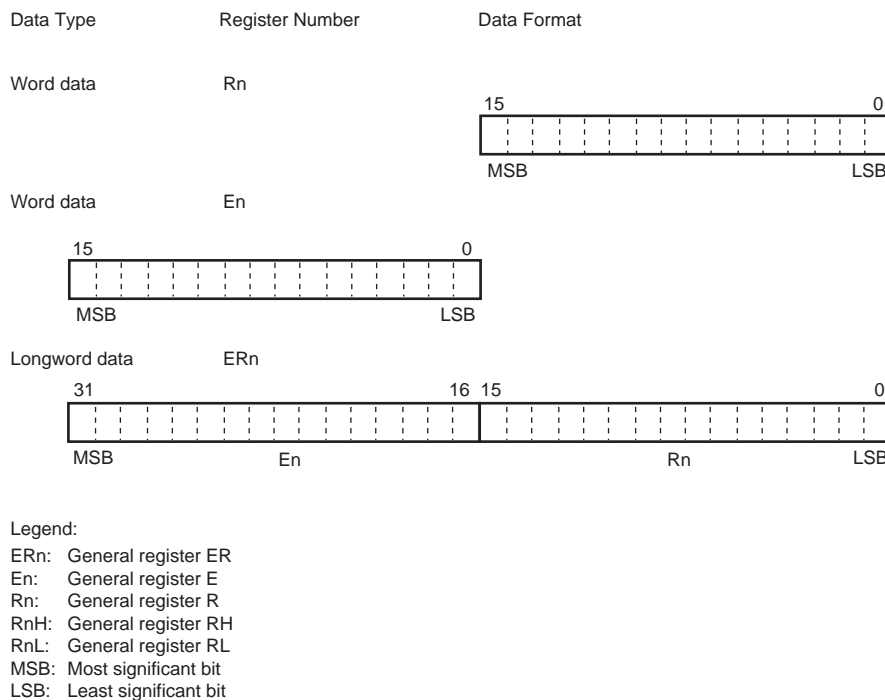 Data Type Register Number Data Format
Word data Rn
15 0
MSB LSB
Word data En
15 0
MSB LSB
Longword data ERn
31 16 15 0
MSB En Rn LSB
Legend:
ERn: General register ER
En: General register E
Rn: General register R
RnH: General register RH
RnL: General register RL
MSB: Most significant bit
LSB: Least significant bit